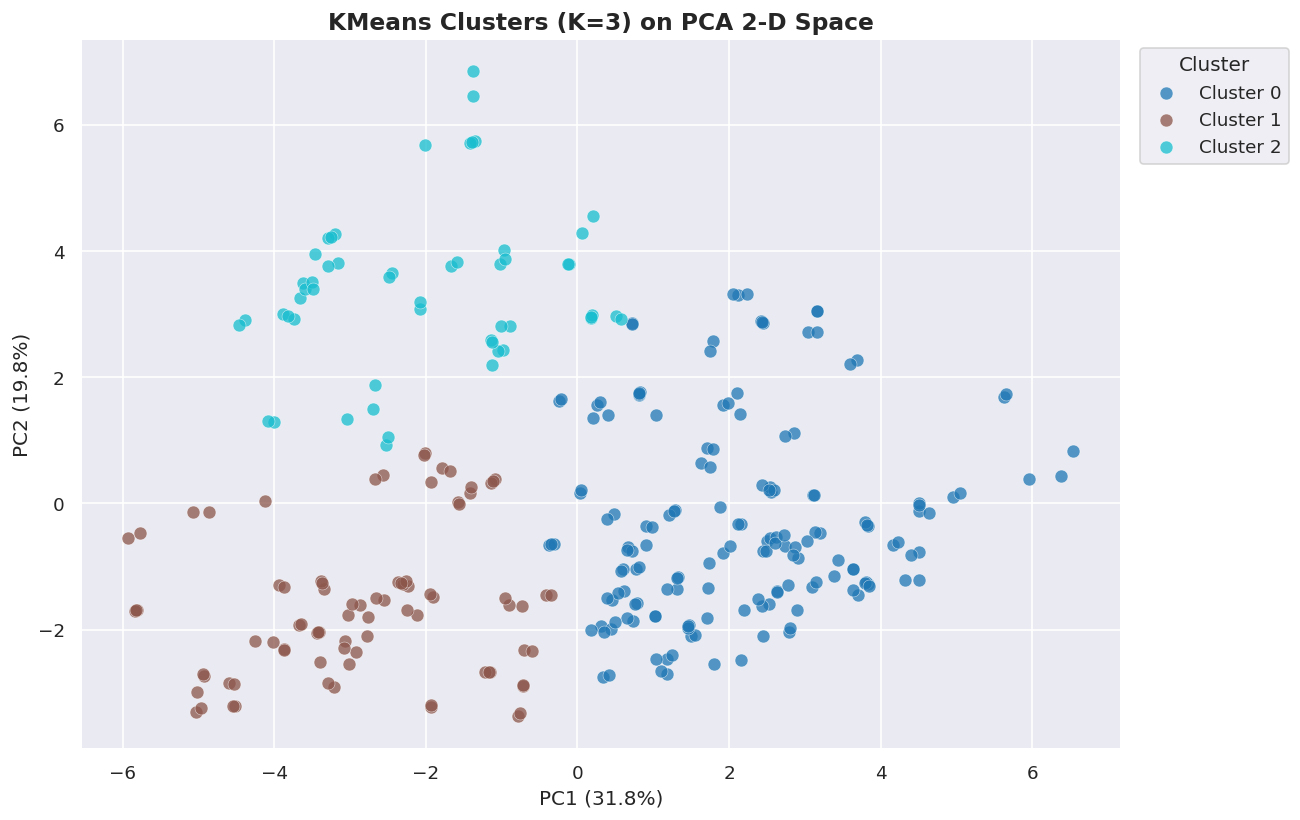 KMeans Clusters (K=3) on PCA 2-D Space
Cluster
Cluster 0
Cluster 1
Cluster 2
PC2 (19.8%)
6
4
2
0
−2
−6
−4
−2
0
2
4
6
PC1 (31.8%)